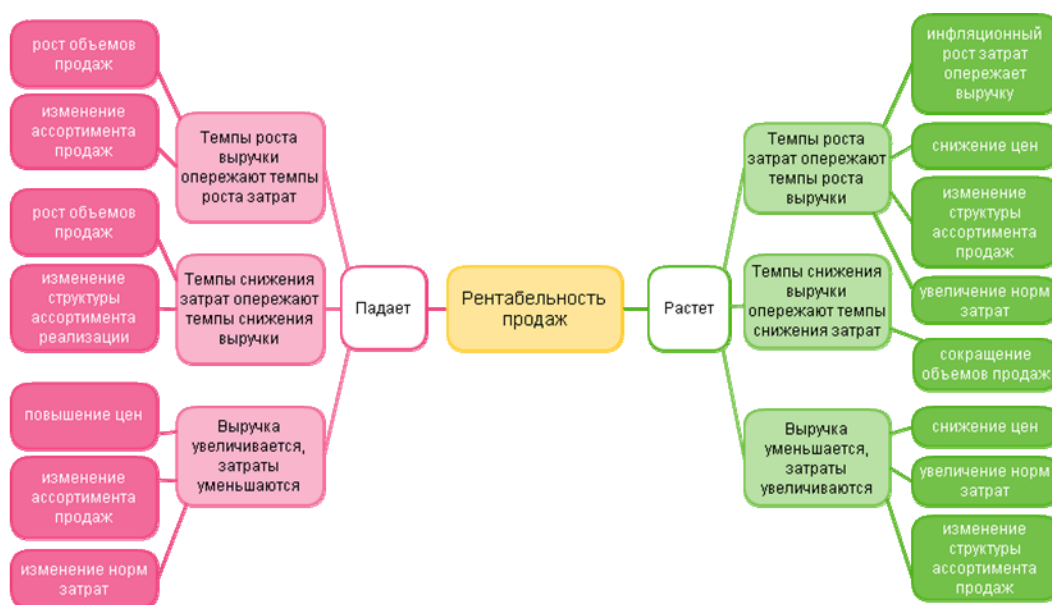 рост объемов
продаж
изменение
ассортимента
продаж
Темпы роста
выручки
опережают темпы
роста затрат
рост объемов
продаж
изменение
структуры
ассортимента
реализации
Темпы снижения
затрат опережают
темпы снижения
выручки
повышение цен
изменение
ассортимента
продаж
изменение норм
затрат
Выручка
увеличивается,
затраты
уменьшаются
Падает
Рентабельность
продаж
Растет
Темпы роста
затрат опережают
темпы роста
выручки
инфляционный
рост затрат
опережает
выручку
снижение цен
изменение
структуры
ассортимента
продаж
увеличение норм
затрат
Темпы снижения
выручки
опережают темпы
снижения затрат
сокращение
объемов продаж
Выручка
уменьшается,
затраты
увеличиваются
снижение цен
увеличение норм
затрат
изменение
структуры
ассортимента
продаж